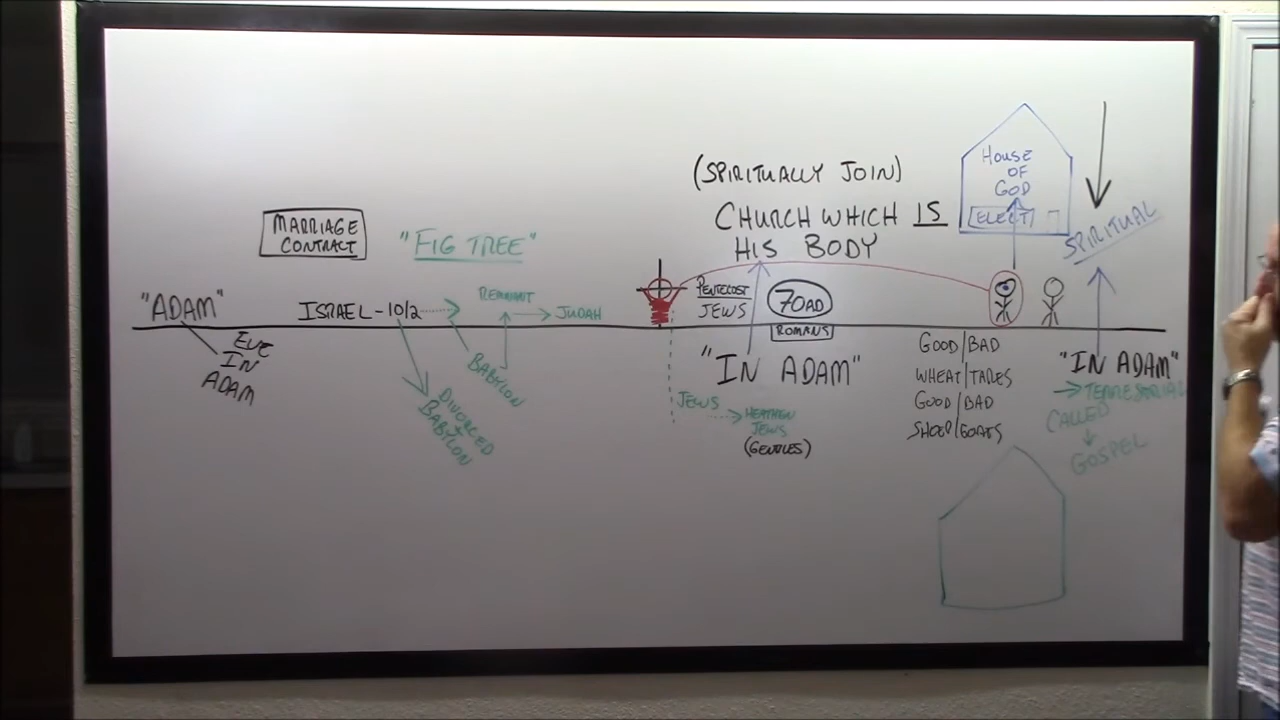 (SPIRITUALLY JOIN)
CHURCH WHICH IS
HIS BODY
HOUSE
OF
GOD
ELECT
SPIRITUAL
MARRIAGE
CONTRACT
"FIG TREE"
"ADAM"
EVE
IN
ADAM
ISRAEL - 10/2
REMNANT
JUDAH
BABYLON
DIVORCED
BABYLON
PENTECOST
JEWS
70AD
ROMANS
"IN ADAM"
JEWS
HEATHEN
JEWS
(GENTILES)
GOOD/BAD
WHEAT/TARES
GOOD/BAD
SHEEP/GOATS
"IN ADAM"
TERRESTORIAL
CALLED
GOSPEL